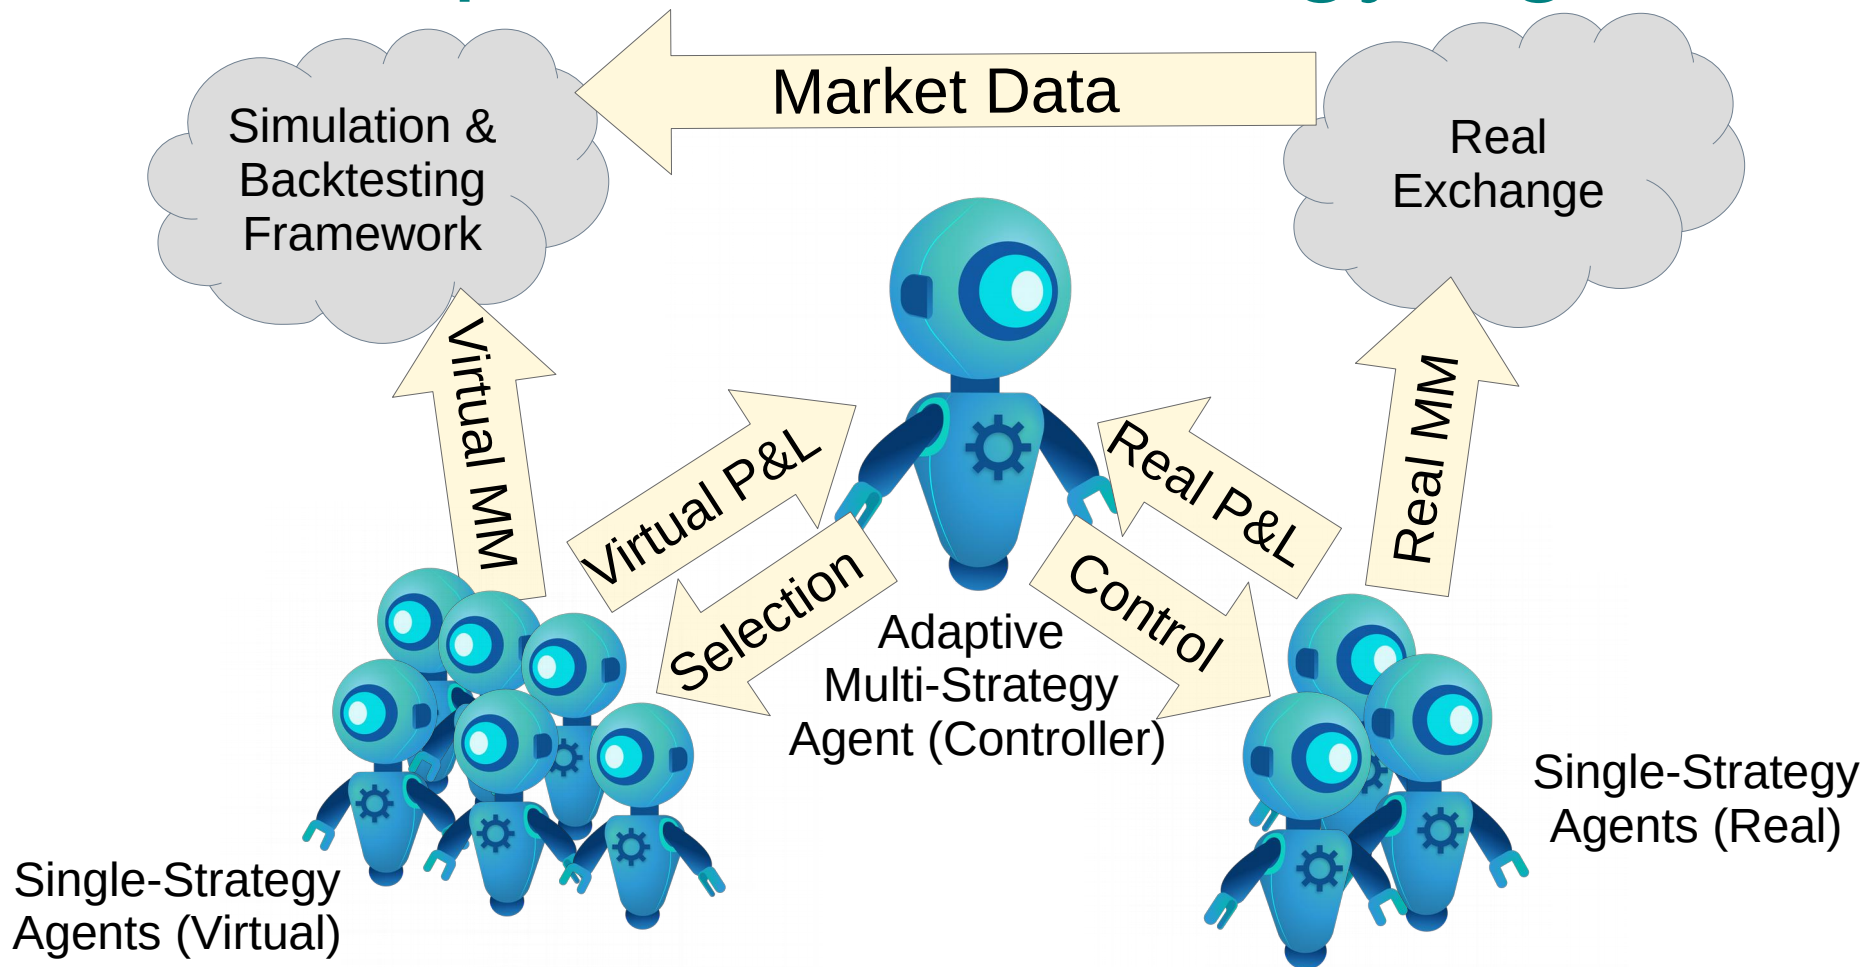 Market Data
Simulation &
Backtesting
Framework
Real
Exchange
Virtual MM
Virtual P&L
Selection
Real P&L
Control
Real MM
Adaptive
Multi-Strategy
Agent (Controller)
Single-Strategy
Agents (Real)
Single-Strategy
Agents (Virtual)